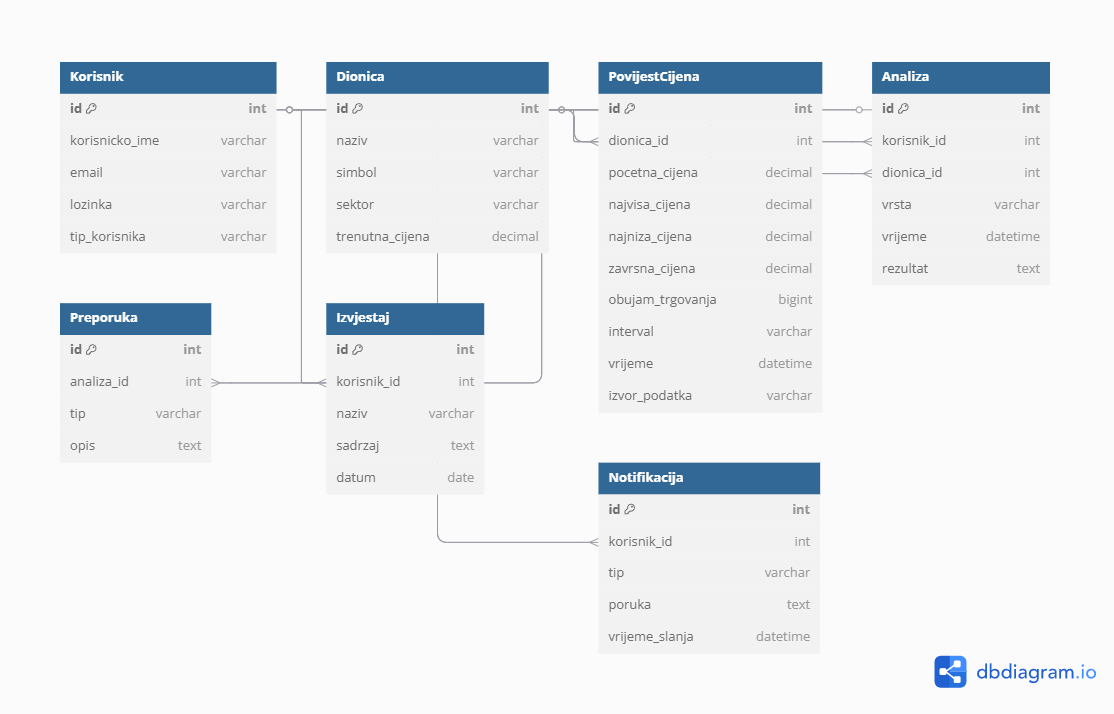 Korisnik
id int
korisnicko_ime varchar
email varchar
lozinka varchar
tip_korisnika varchar
Dionica
id int
naziv varchar
simbol varchar
sektor varchar
trenutna_cijena decimal
PovijestCijena
id int
dionica_id int
pocetna_cijena decimal
najvisa_cijena decimal
najniza_cijena decimal
zavrsna_cijena decimal
obujam_trgovanja bigint
interval varchar
vrijeme datetime
izvor_podatka varchar
Analiza
id int
korisnik_id int
dionica_id int
vrsta varchar
vrijeme datetime
rezultat text
Preporuka
id int
analiza_id int
tip varchar
opis text
Izvjestaj
id int
korisnik_id int
naziv varchar
sadrzaj text
datum date
Notifikacija
id int
korisnik_id int
tip varchar
poruka text
vrijeme_slanja datetime
dbdiagram.io